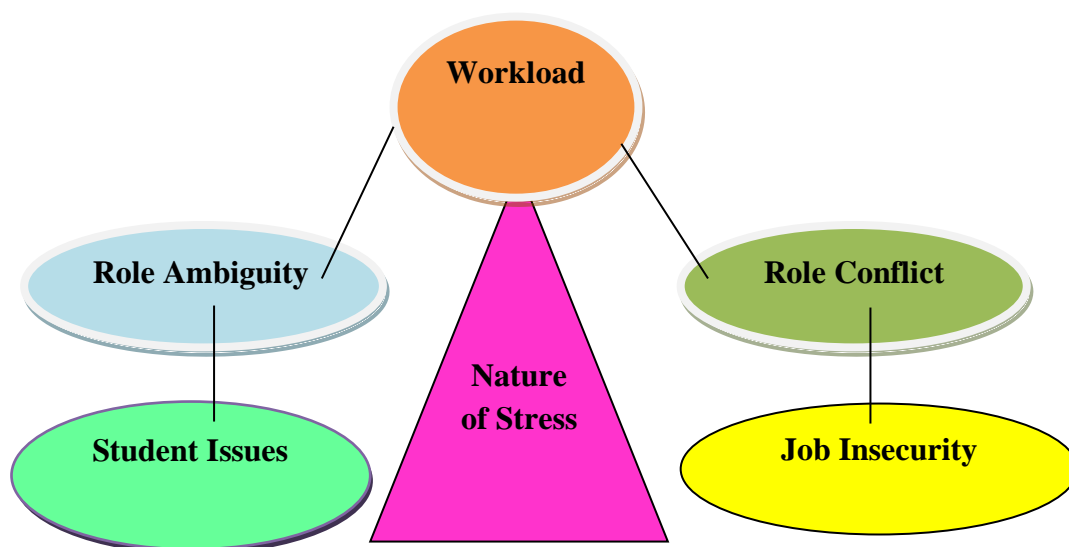 Workload
Role Ambiguity
Role Conflict
Nature
of Stress
Student Issues
Job Insecurity